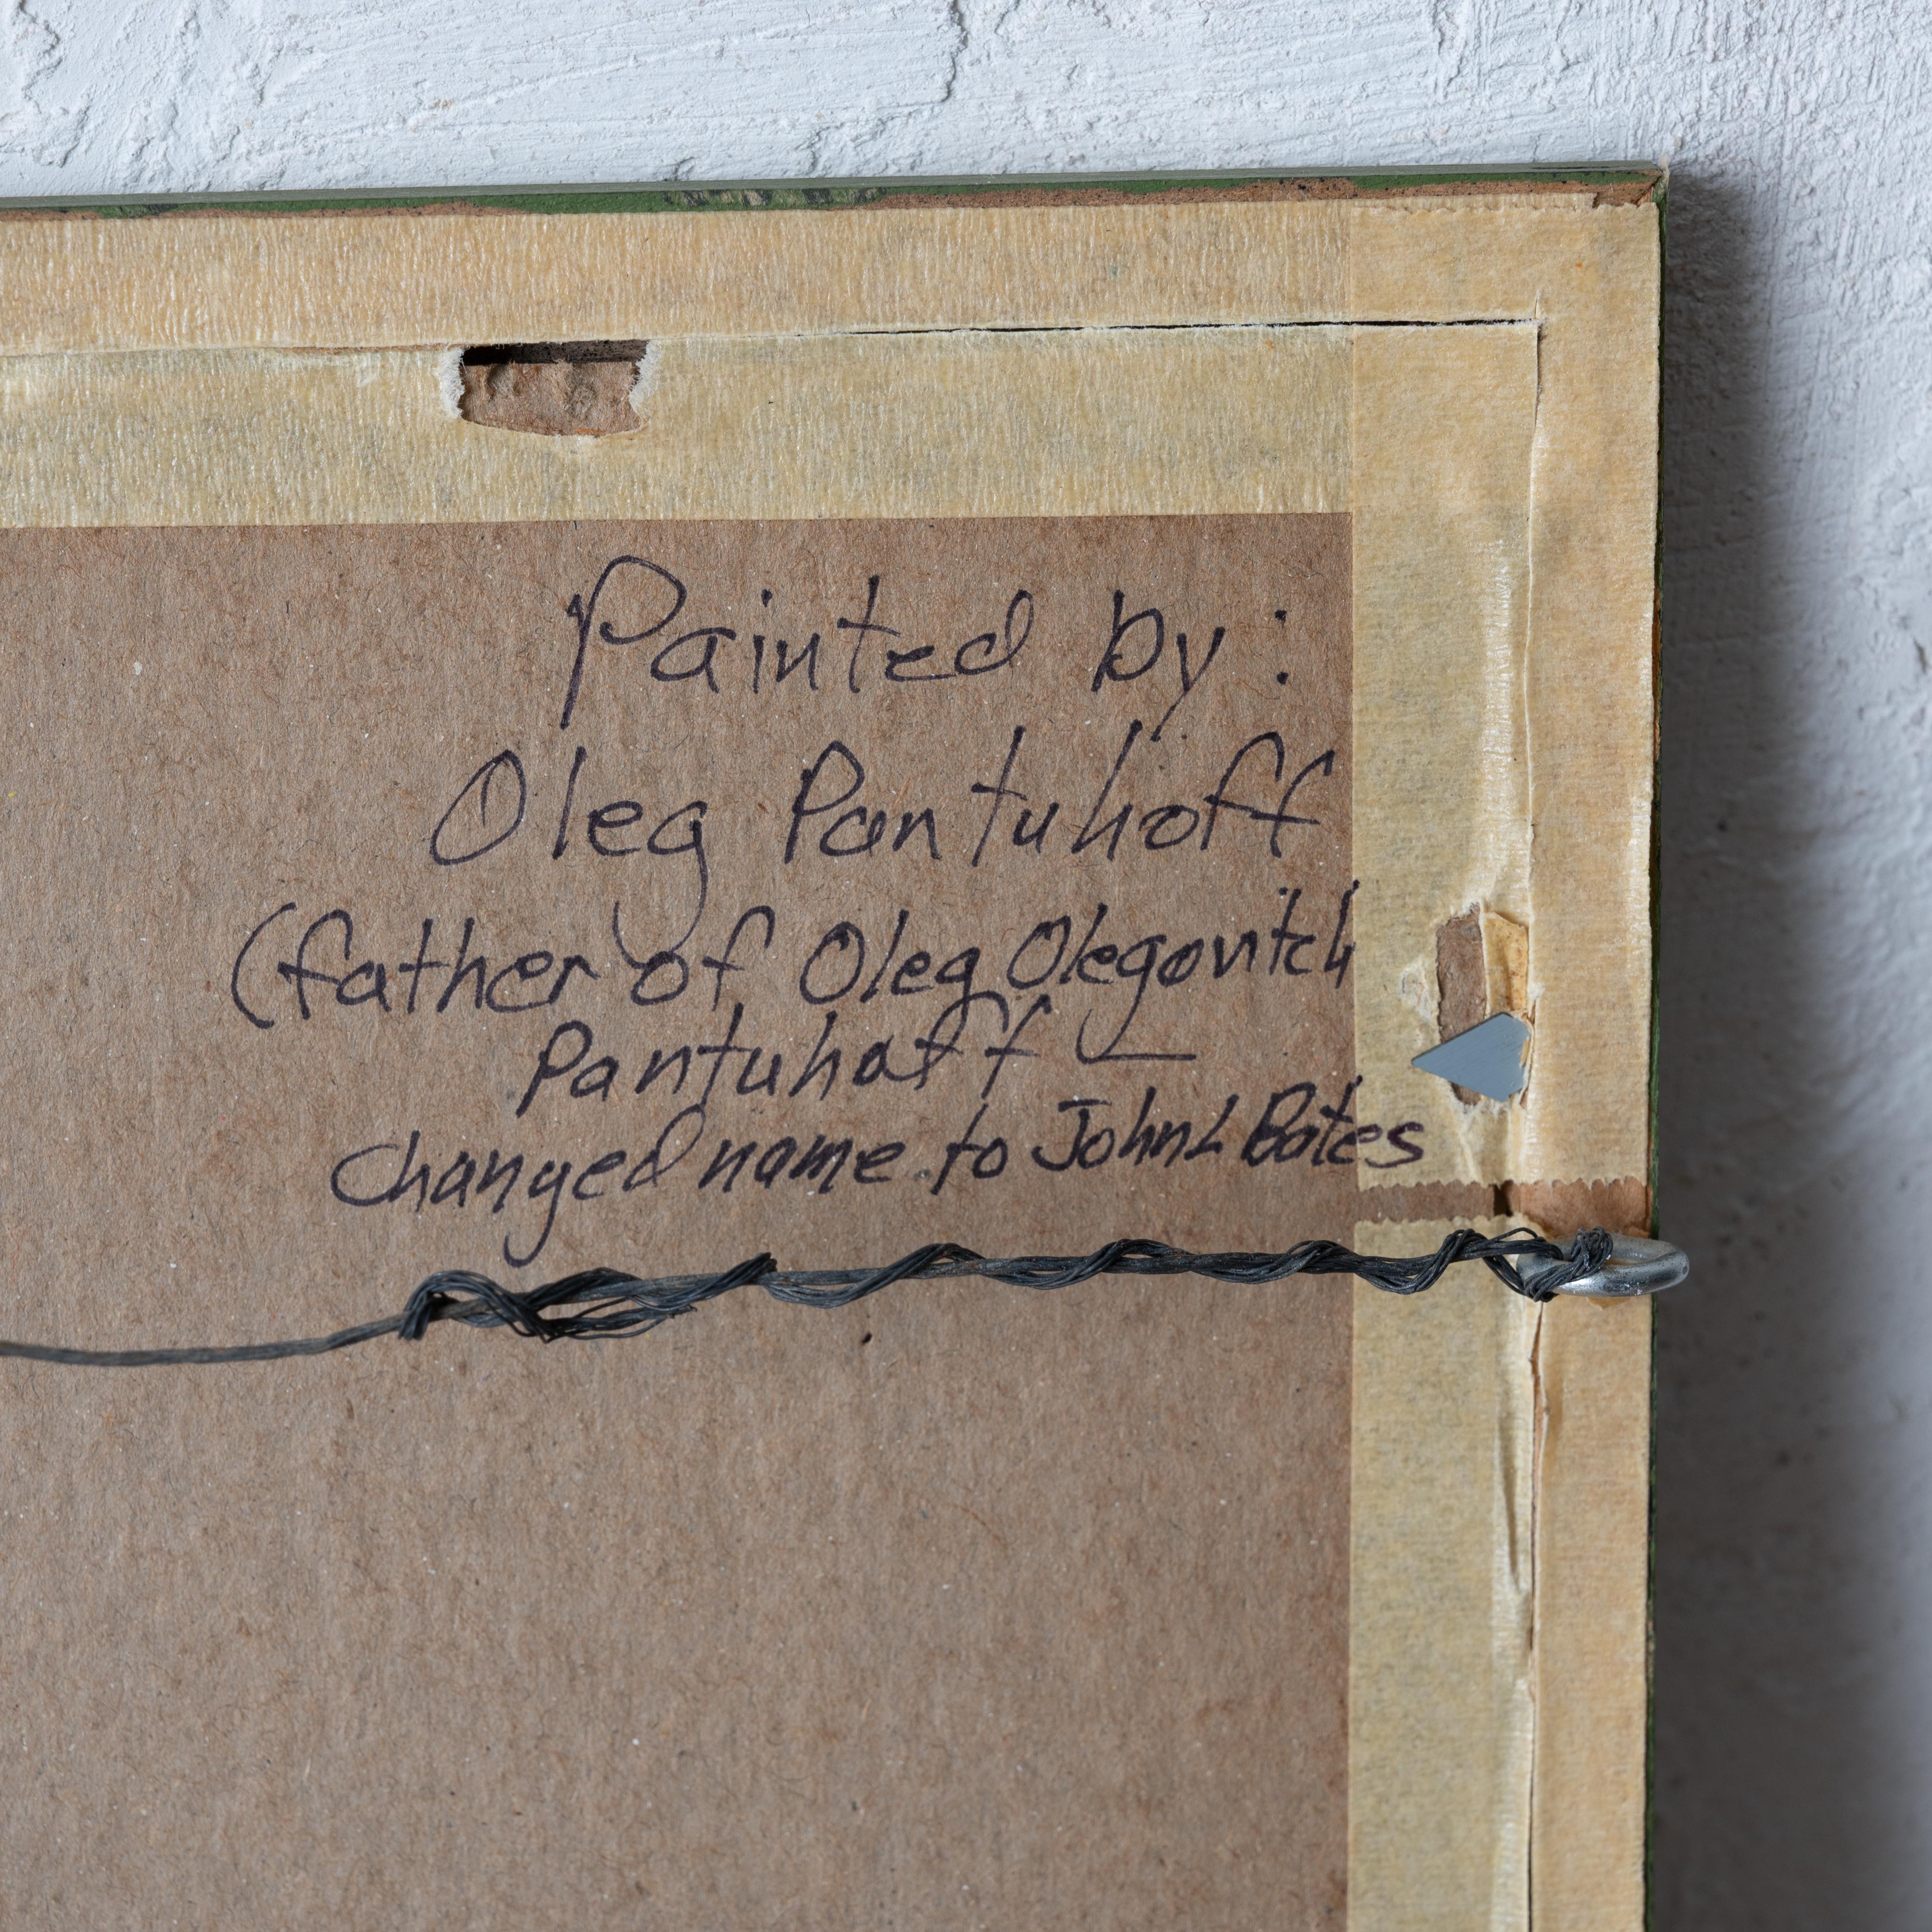 Painted by:
Oleg Pantuhoff
(father of Oleg Olegovitch
Pantuhoff
changed name to John L Bates